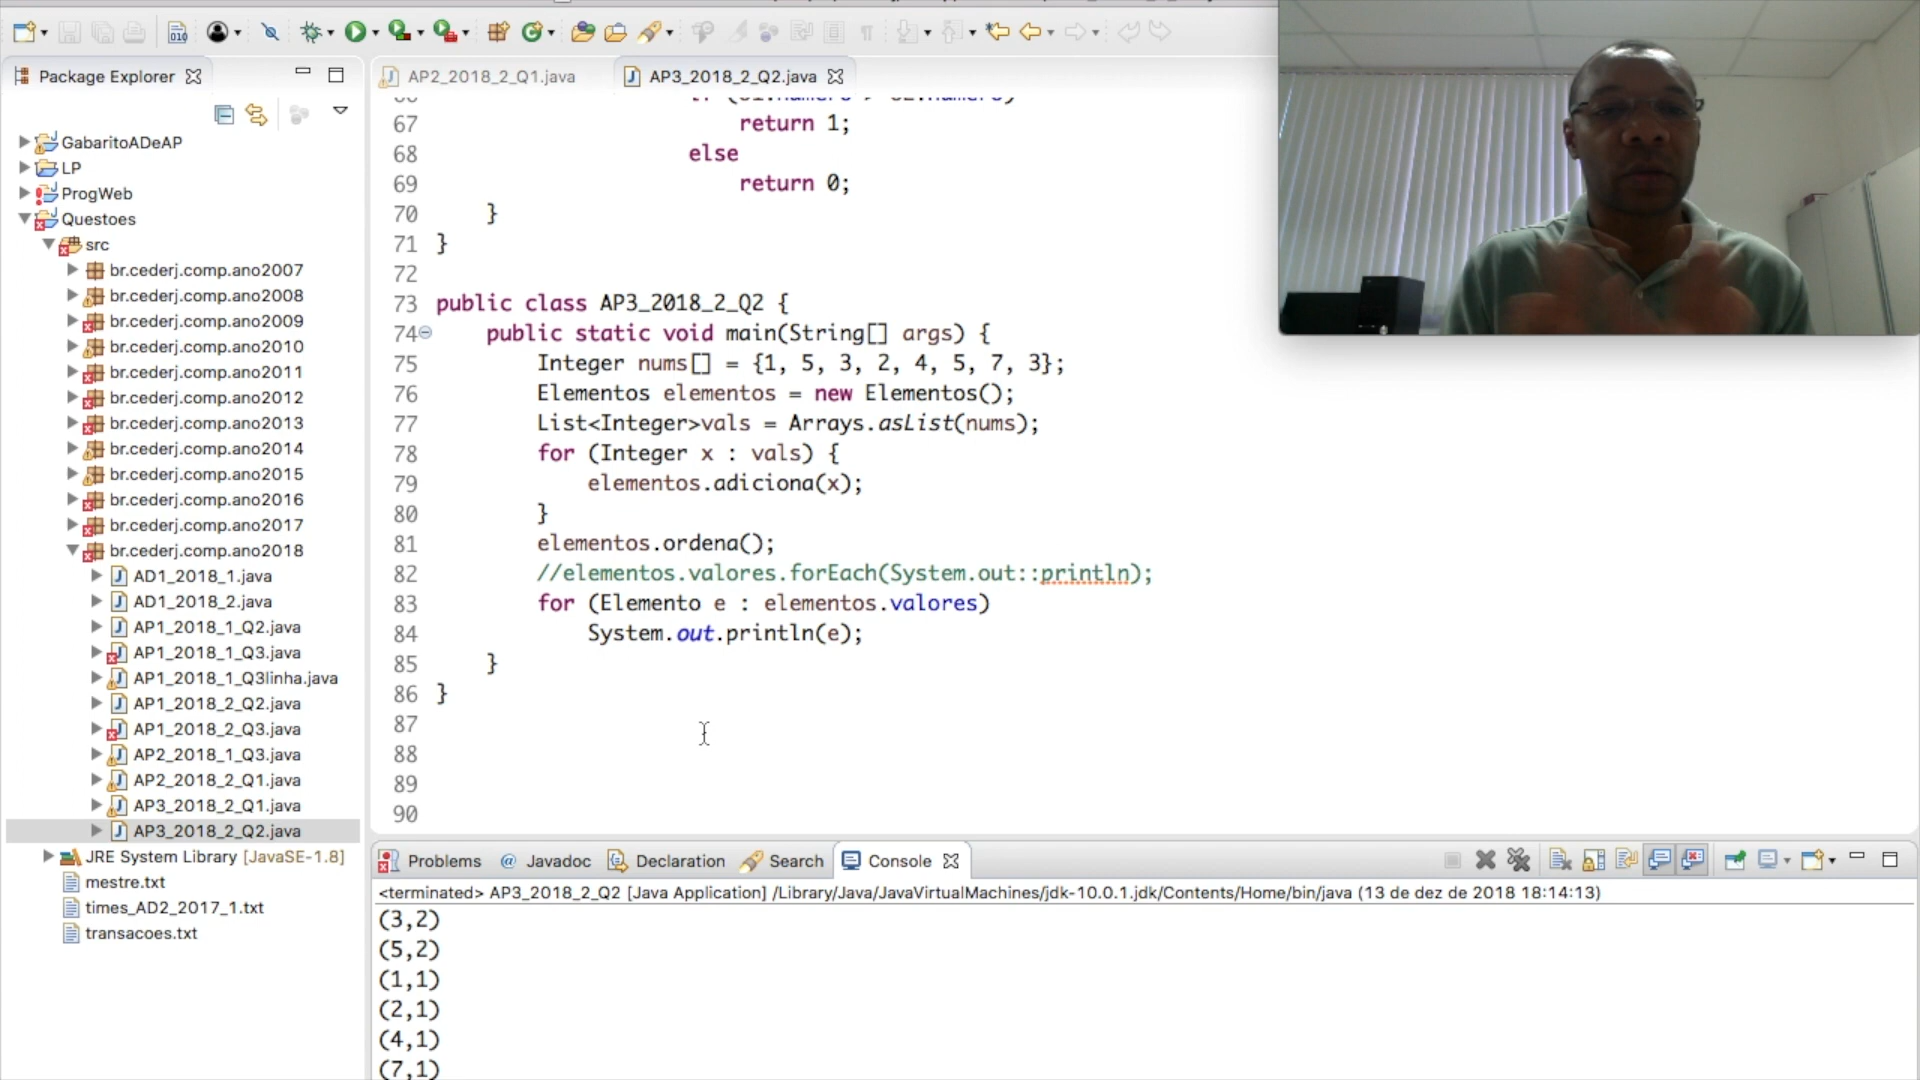 Package Explorer
AP2_2018_2_Q1.java
AP3_2018_2_Q2.java
GabaritoADeAP
LP
ProgWeb
Questoes
src
br.cederj.comp.ano2007
br.cederj.comp.ano2008
br.cederj.comp.ano2009
br.cederj.comp.ano2010
br.cederj.comp.ano2011
br.cederj.comp.ano2012
br.cederj.comp.ano2013
br.cederj.comp.ano2014
br.cederj.comp.ano2015
br.cederj.comp.ano2016
br.cederj.comp.ano2017
br.cederj.comp.ano2018
AD1_2018_1.java
AD1_2018_2.java
AP1_2018_1_Q2.java
AP1_2018_1_Q3.java
AP1_2018_1_Q3linha.java
AP1_2018_2_Q2.java
AP1_2018_2_Q3.java
AP2_2018_1_Q3.java
AP2_2018_2_Q1.java
AP3_2018_2_Q1.java
AP3_2018_2_Q2.java
JRE System Library [JavaSE-1.8]
mestre.txt
times_AD2_2017_1.txt
transacoes.txt
67 return 1;
68 else
69 return 0;
70 }
71 }
72
73 public class AP3_2018_2_Q2 {
74 public static void main(String[] args) {
75 Integer nums[] = {1, 5, 3, 2, 4, 5, 7, 3};
76 Elementos elementos = new Elementos();
77 List<Integer>vals = Arrays.asList(nums);
78 for (Integer x : vals) {
79 elementos.adiciona(x);
80 }
81 elementos.ordena();
82 //elementos.valores.forEach(System.out::println);
83 for (Elemento e : elementos.valores)
84 System.out.println(e);
85 }
86 }
87
88
89
90
Problems @ Javadoc Declaration Search Console
<terminated> AP3_2018_2_Q2 [Java Application] /Library/Java/JavaVirtualMachines/jdk-10.0.1.jdk/Contents/Home/bin/java (13 de dez de 2018 18:14:13)
(3,2)
(5,2)
(1,1)
(2,1)
(4,1)
(7,1)